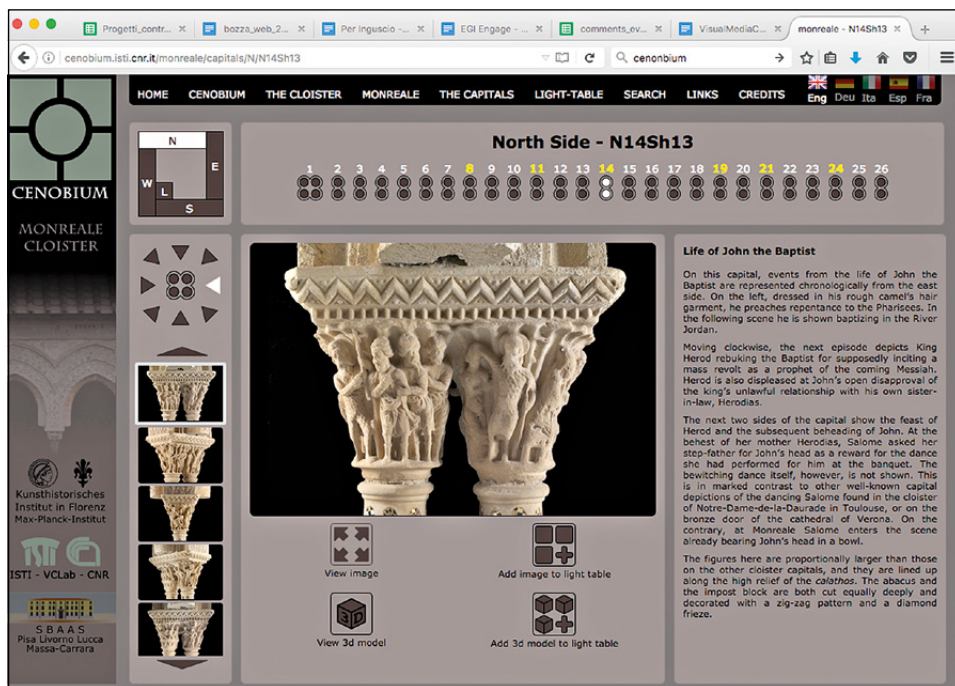 Progetti_contr...
bozza_web_2...
Per Inguscio -...
EGI Engage - ...
comments_ev...
VisualMediaC...
monreale - N14Sh13
cenobium.isti.cnr.it/monreale/capitals/N/N14Sh13
cenonbium
HOME CENOBIUM THE CLOISTER MONREALE THE CAPITALS LIGHT-TABLE SEARCH LINKS CREDITS
Eng Deu Ita Esp Fra
CENOBIUM
MONREALE
CLOISTER
N
E
W
L
S
North Side - N14Sh13
1 2 3 4 5 6 7 8 9 10 11 12 13 14 15 16 17 18 19 20 21 22 23 24 25 26
Kunsthistorisches
Institut in Florenz
Max-Planck-Institut
ISTI - VCLab - CNR
S B A A S
Pisa Livorno Lucca
Massa-Carrara
View image
Add image to light table
3D
View 3d model
Add 3d model to light table
Life of John the Baptist
On this capital, events from the life of John the
Baptist are represented chronologically from the east
side. On the left, dressed in his rough camel's hair
garment, he preaches repentance to the Pharisees. In
the following scene he is shown baptizing in the River
Jordan.
Moving clockwise, the next episode depicts King
Herod rebuking the Baptist for supposedly inciting a
mass revolt as a prophet of the coming Messiah.
Herod is also displeased at John's open disapproval of
the king's unlawful relationship with his own sister-
in-law, Herodias.
The next two sides of the capital show the feast of
Herod and the subsequent beheading of John. At the
behest of her mother Herodias, Salome asked her
step-father for John's head as a reward for the dance
she had performed for him at the banquet. The
bewitching dance itself, however, is not shown. This
is in marked contrast to other well-known capital
depictions of the dancing Salome found in the cloister
of Notre-Dame-de-la-Daurade in Toulouse, or on the
bronze door of the cathedral of Verona. On the
contrary, at Monreale Salome enters the scene
already bearing John's head in a bowl.
The figures here are proportionally larger than those
on the other cloister capitals, and they are lined up
along the high relief of the calathos. The abacus and
the impost block are both cut equally deeply and
decorated with a zig-zag pattern and a diamond
frieze.